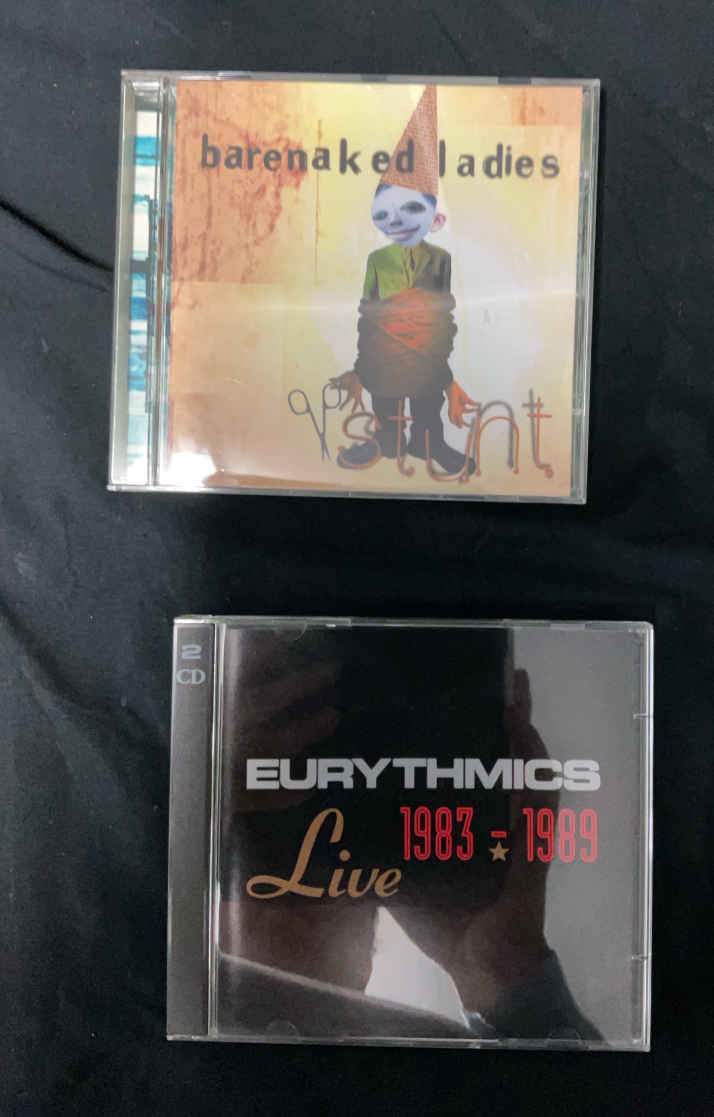 barenaked ladies
stunt
2
CD
EURYTHMICS
1983 - 1989
Live